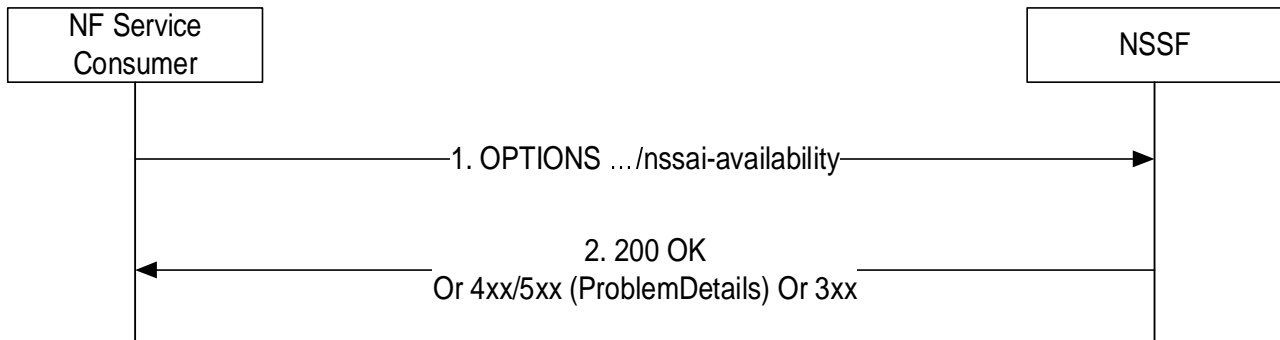 NF Service
Consumer
NSSF
1. OPTIONS …/nssai-availability
2. 200 OK
Or 4xx/5xx (ProblemDetails) Or 3xx